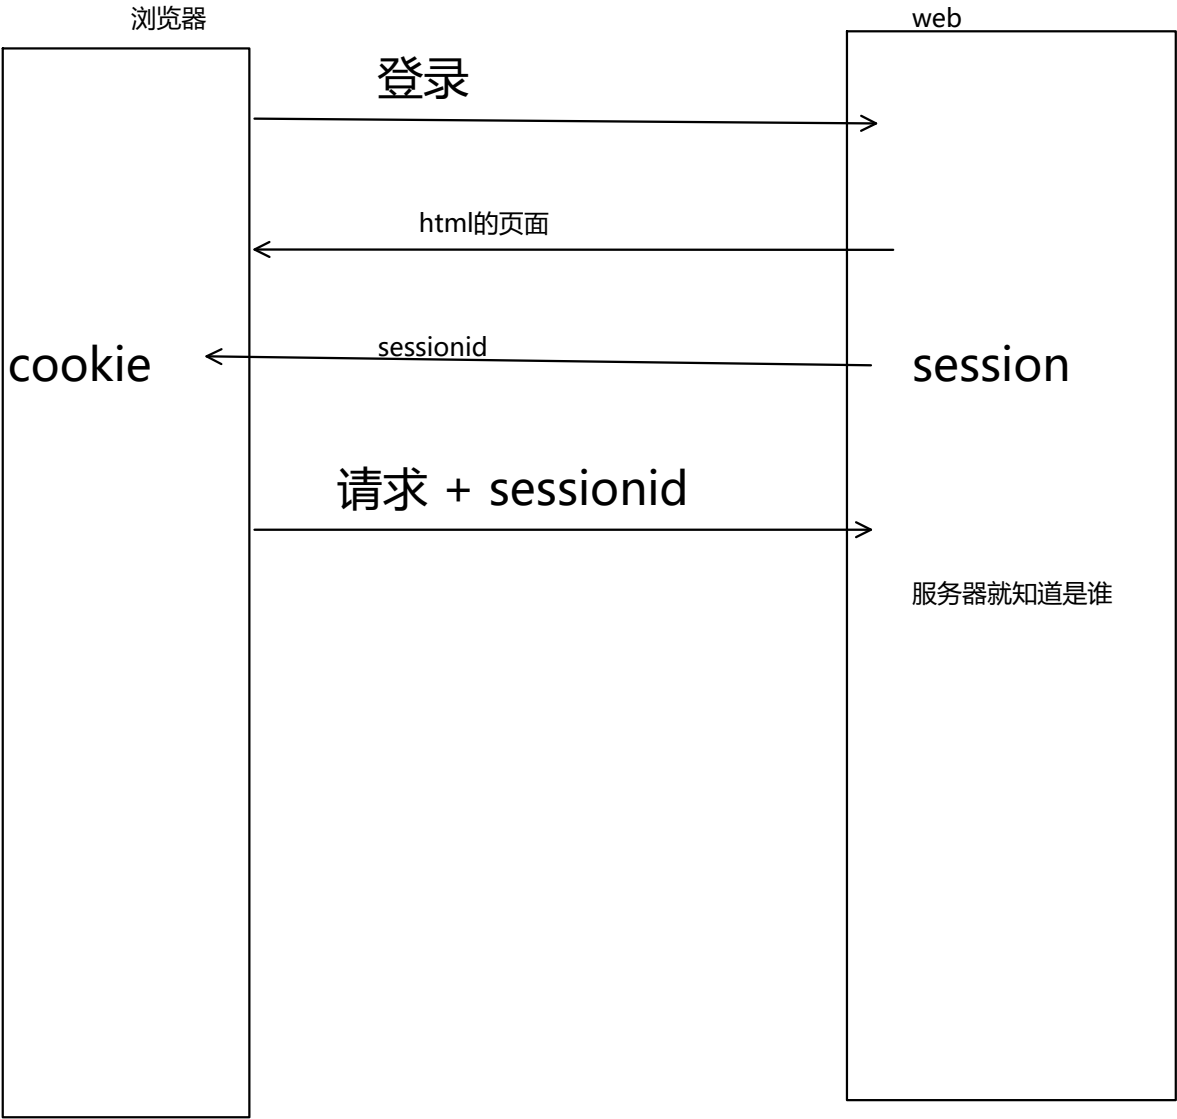 浏览器
web
登录
html的页面
sessionid
cookie
session
请求 + sessionid
服务器就知道是谁